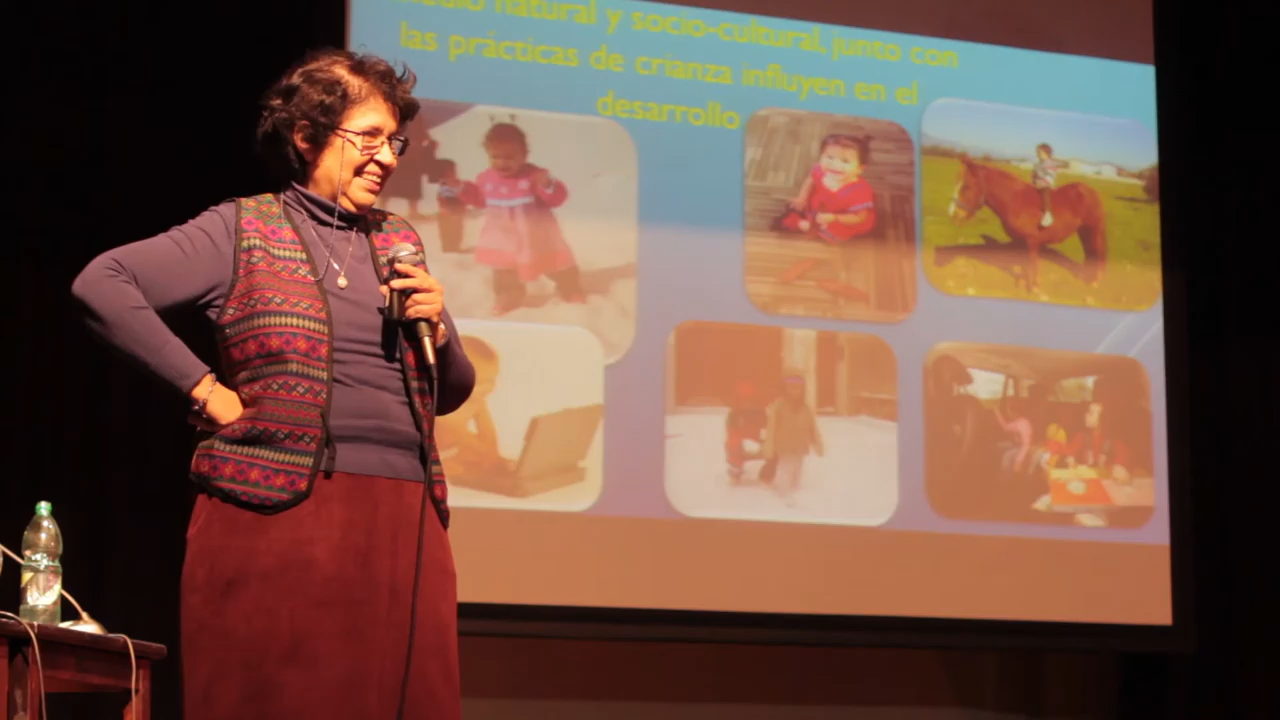 natural y socio-cultural, junto con
las prácticas de crianza influyen en el
desarrollo